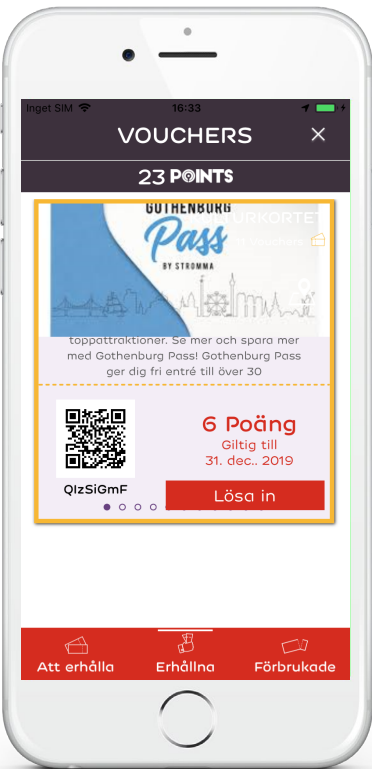 Inget SIM
16:33
VOUCHERS
×
23 POINTS
GOTHENBURG
KULTURKORTET
Pass
vouchers
BY STROMMA
toppattraktioner. Se mer och spara mer
med Gothenburg Pass! Gothenburg Pass
ger dig fri entré till över 30
6 Poäng
Giltig till
31. dec.. 2019
QIzSiGmF
Lösa in
Att erhålla
Erhållna
Förbrukade